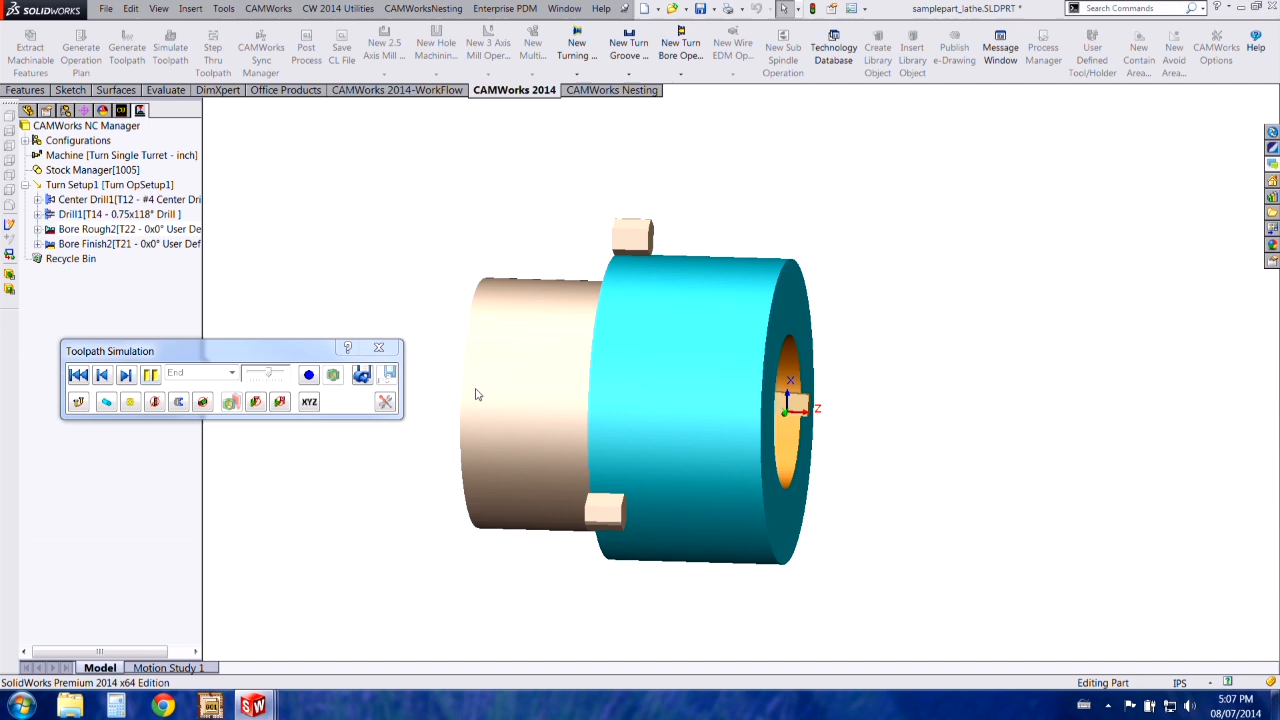 SOLIDWORKS File Edit View Insert Tools CAMWorks CW 2014 Utilities CAMWorksNesting Enterprise PDM Window Help samplepart_lathe.SLDPRT * Search Commands
Extract Machinable Features
Generate Operation Plan
Generate Toolpath
Simulate Toolpath
Step Thru Toolpath
CAMWorks Sync Manager
Post Process
Save CL File
New 2.5 Axis Mill ...
New Hole Machinin...
New 3 Axis Mill Oper...
New Multi...
New Turning ...
New Turn Groove ...
New Turn Bore Ope...
New Wire EDM Op...
New Sub Spindle Operation
Technology Database
Create Library Object
Insert Library Object
Publish e-Drawing
Message Window
Process Manager
User Defined Tool/Holder
New Contain Area...
New Avoid Area...
CAMWorks Options
Help
Features Sketch Surfaces Evaluate DimXpert Office Products CAMWorks 2014-WorkFlow CAMWorks 2014 CAMWorks Nesting
CAMWorks NC Manager
Configurations
Machine [Turn Single Turret - inch]
Stock Manager[1005]
Turn Setup1 [Turn OpSetup1]
Center Drill1[T12 - #4 Center Dri
Drill1[T14 - 0.75x118° Drill ]
Bore Rough2[T22 - 0x0° User De
Bore Finish2[T21 - 0x0° User Def
Recycle Bin
Toolpath Simulation
End
XYZ
X
Z
Model Motion Study 1
SolidWorks Premium 2014 x64 Edition Editing Part IPS
5:07 PM
08/07/2014